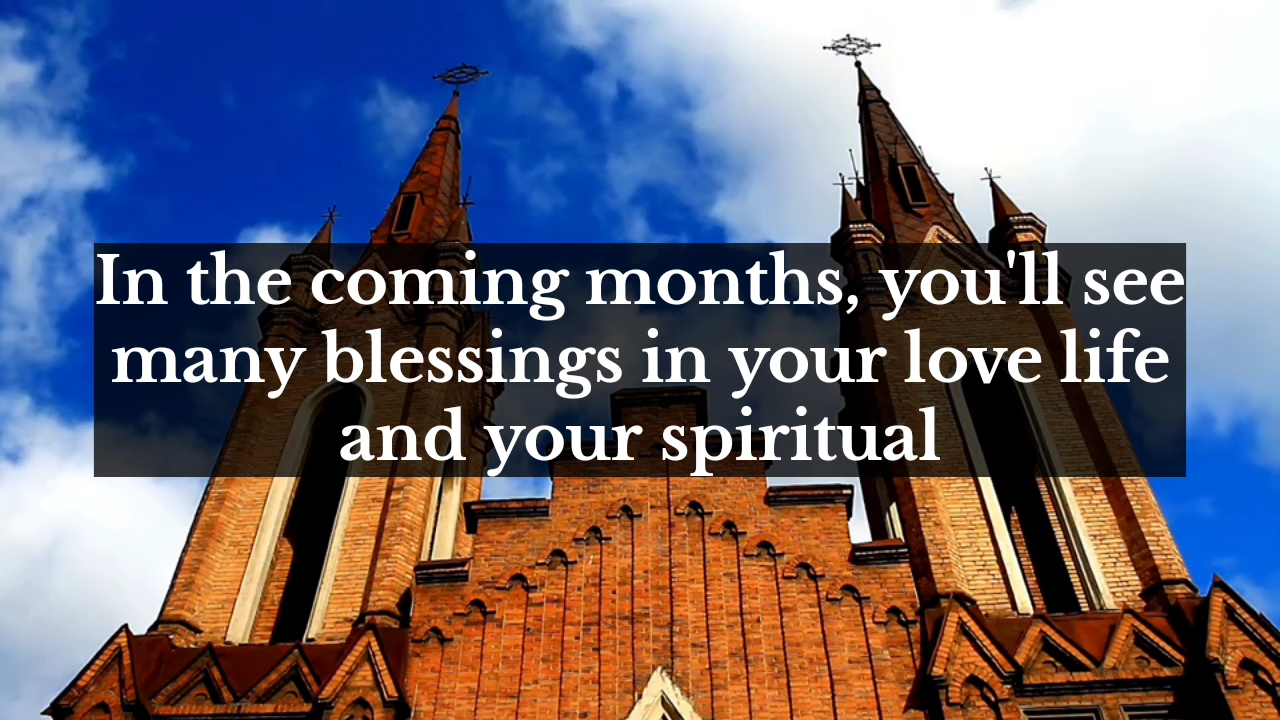 In the coming months, you'll see
many blessings in your love life
and your spiritual